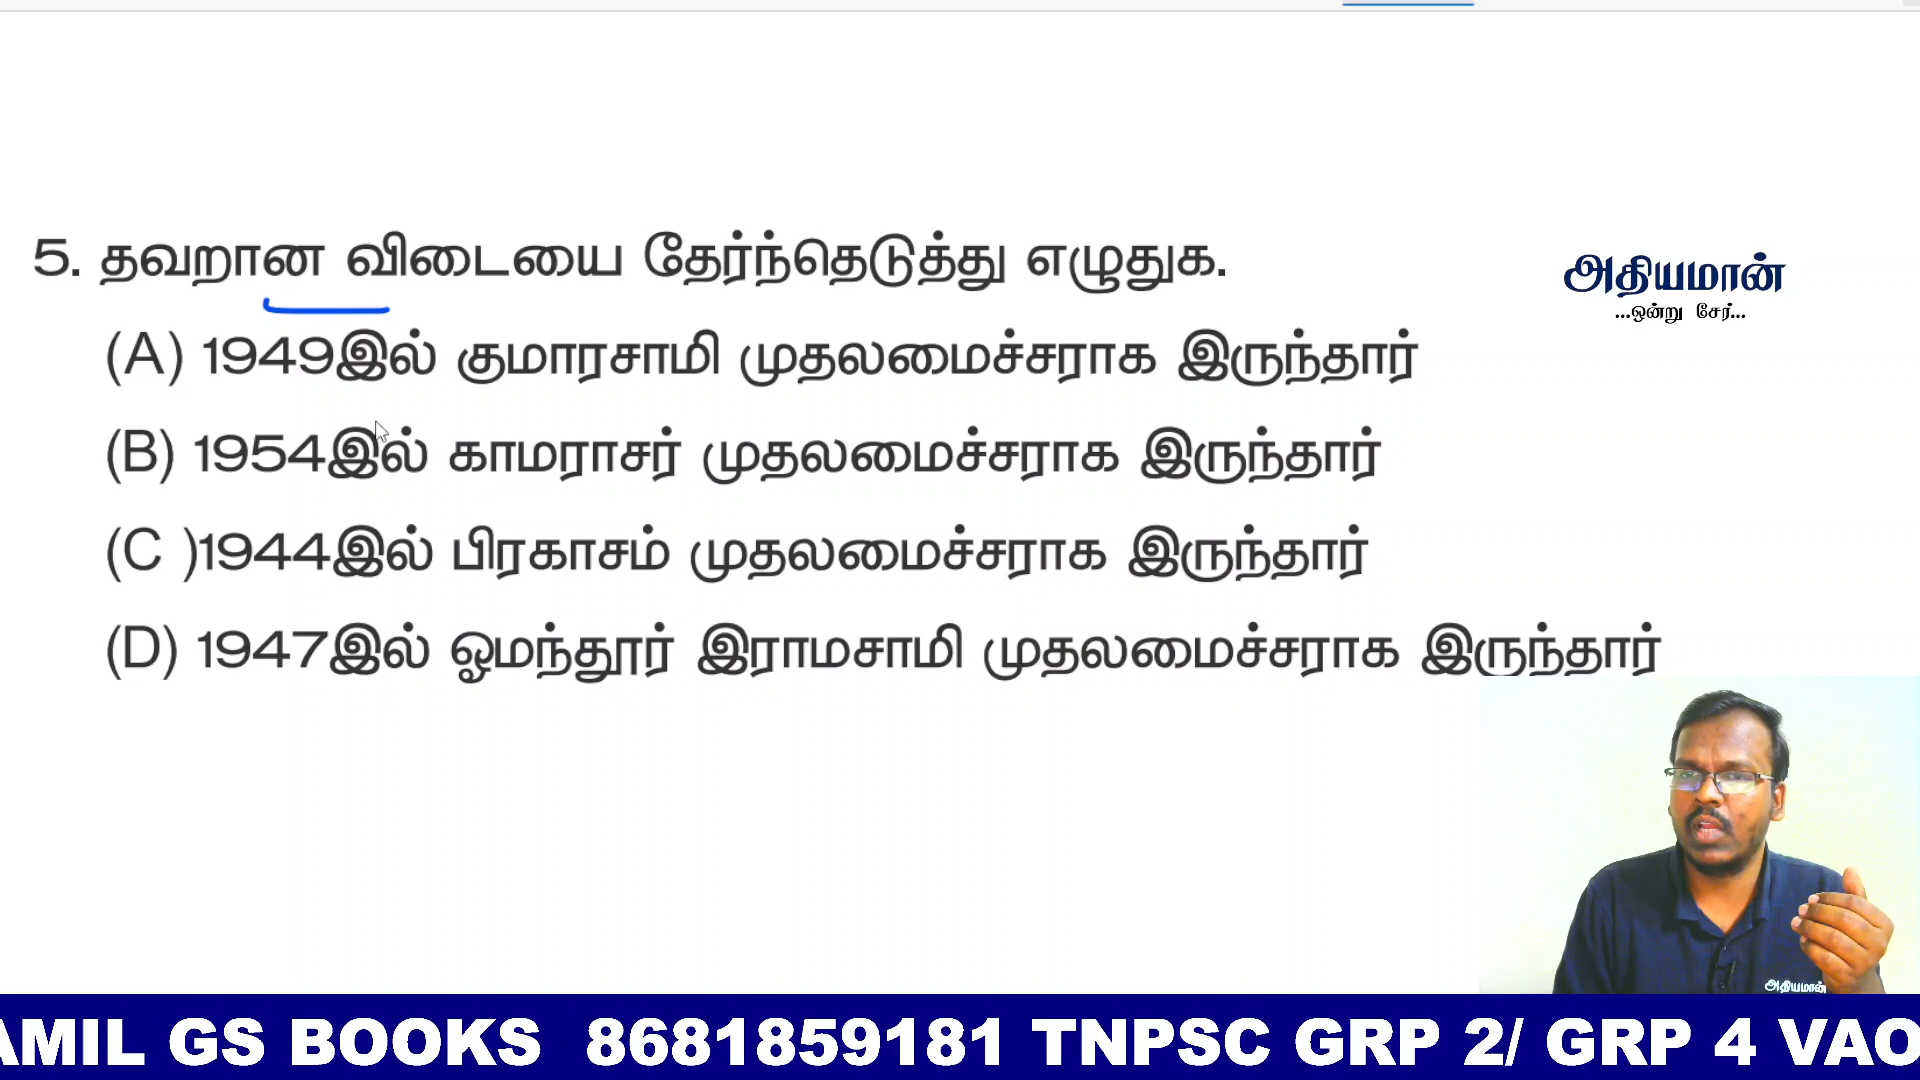 5. தவறான விடையை தேர்ந்தெடுத்து எழுதுக.
அதியமான்
...ஒன்று சேர்...
(A) 1949இல் குமாரசாமி முதலமைச்சராக இருந்தார்
(B) 1954இல் காமராசர் முதலமைச்சராக இருந்தார்
(C )1944இல் பிரகாசம் முதலமைச்சராக இருந்தார்
(D) 1947இல் ஓமந்தூர் இராமசாமி முதலமைச்சராக இருந்தார்
அதியமான்
AMIL GS BOOKS 8681859181 TNPSC GRP 2/ GRP 4 VAO